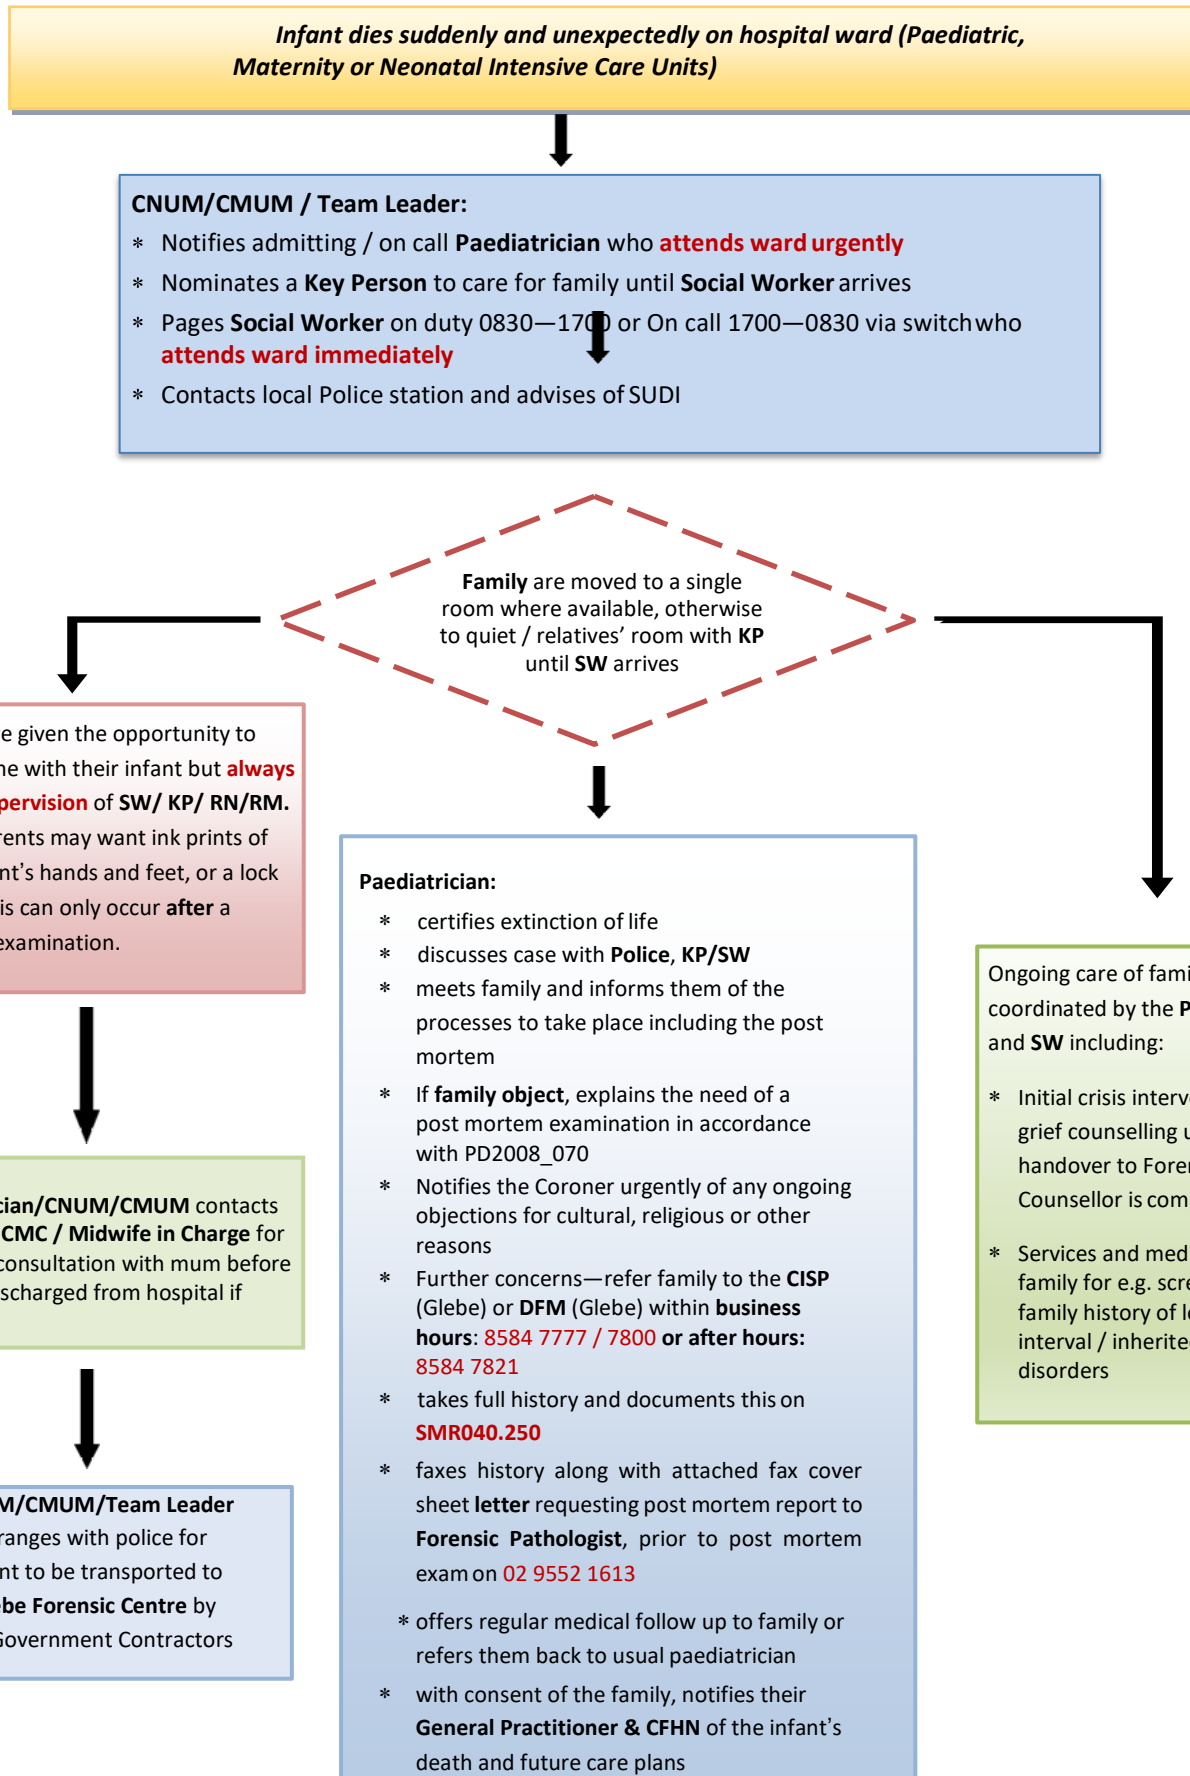 Infant dies suddenly and unexpectedly on hospital ward (Paediatric,
Maternity or Neonatal Intensive Care Units)
CNUM/CMUM / Team Leader:
* Notifies admitting / on call Paediatrician who attends ward urgently
* Nominates a Key Person to care for family until Social Worker arrives
* Pages Social Worker on duty 0830—1700 or On call 1700—0830 via switch who
attends ward immediately
* Contacts local Police station and advises of SUDI
Family are moved to a single
room where available, otherwise
to quiet / relatives’ room with KP
until SW arrives
e given the opportunity to
ne with their infant but always
pervision of SW/ KP/ RN/RM.
rents may want ink prints of
nt’s hands and feet, or a lock
is can only occur after a
examination.
cian/CNUM/CMUM contacts
CMC / Midwife in Charge for
consultation with mum before
scharged from hospital if
M/CMUM/Team Leader
ranges with police for
nt to be transported to
ebe Forensic Centre by
Government Contractors
Paediatrician:
* certifies extinction of life
* discusses case with Police, KP/SW
* meets family and informs them of the
processes to take place including the post
mortem
* If family object, explains the need of a
post mortem examination in accordance
with PD2008_070
* Notifies the Coroner urgently of any ongoing
objections for cultural, religious or other
reasons
* Further concerns—refer family to the CISP
(Glebe) or DFM (Glebe) within business
hours: 8584 7777 / 7800 or after hours:
8584 7821
* takes full history and documents this on
SMR040.250
* faxes history along with attached fax cover
sheet letter requesting post mortem report to
Forensic Pathologist, prior to post mortem
exam on 02 9552 1613
* offers regular medical follow up to family or
refers them back to usual paediatrician
* with consent of the family, notifies their
General Practitioner & CFHN of the infant’s
death and future care plans
Ongoing care of fami
coordinated by the P
and SW including:
* Initial crisis interv
grief counselling u
handover to Foren
Counsellor is com
* Services and med
family for e.g. scre
family history of l
interval / inherite
disorders